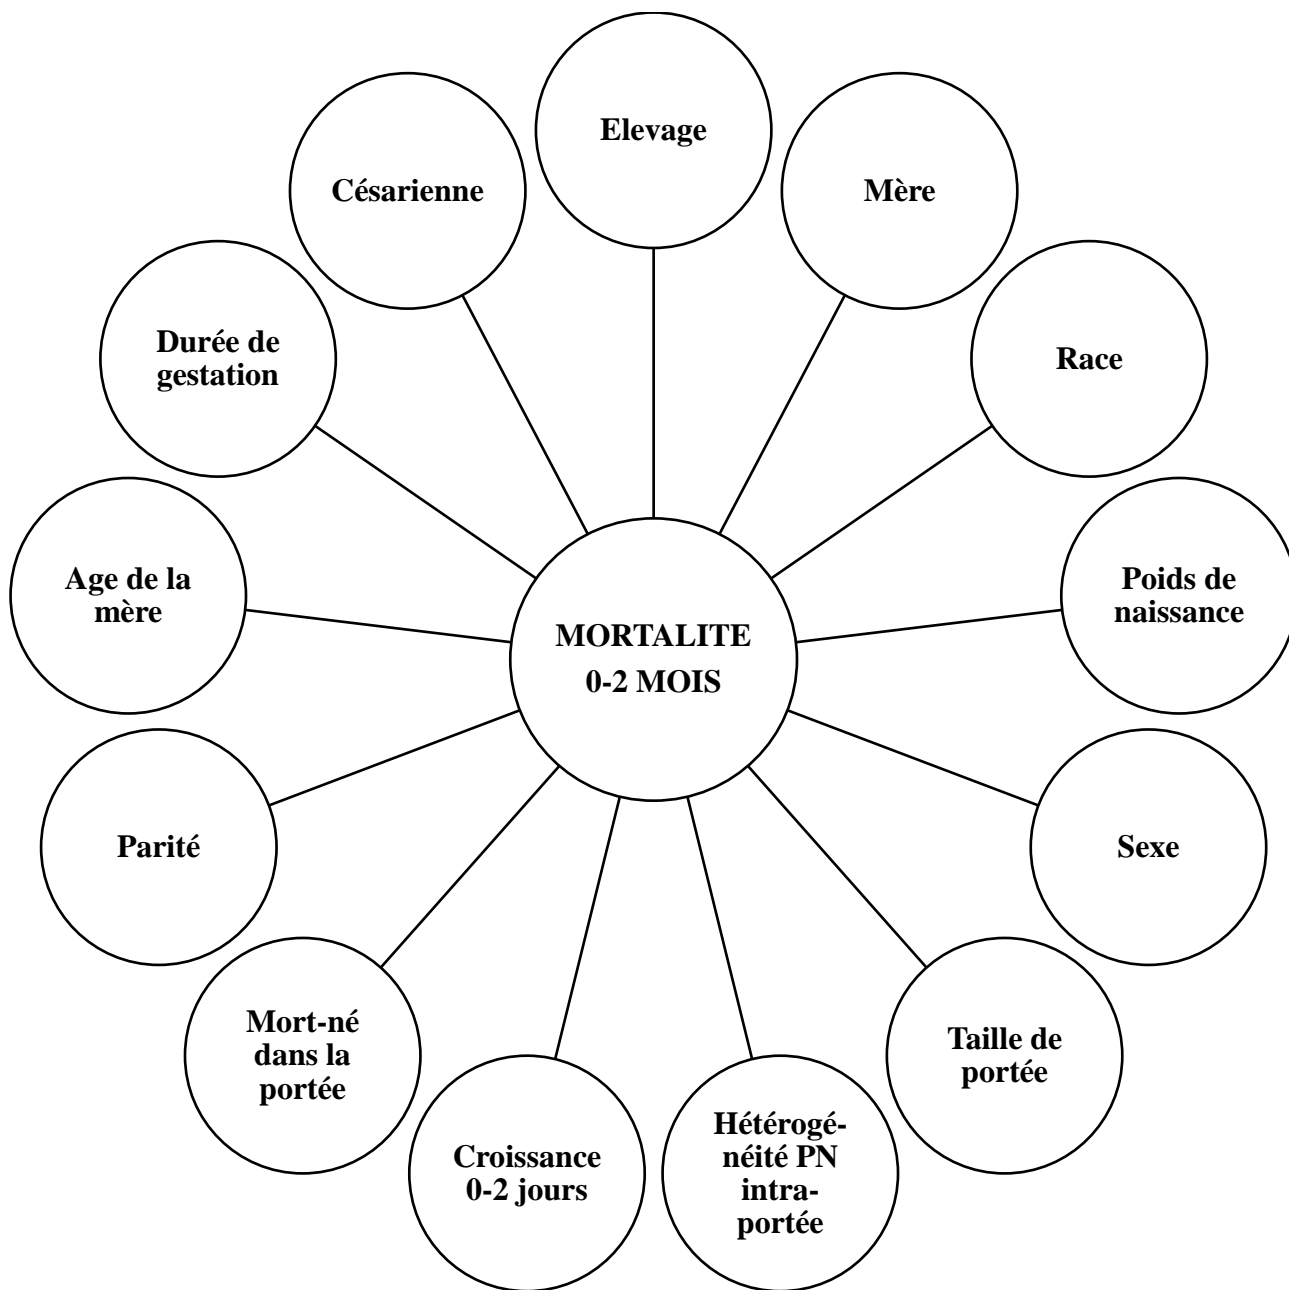 Elevage
Mère
Race
Poids de
naissance
Sexe
Taille de
portée
Hétérogé-
néité PN
intra-
portée
Croissance
0-2 jours
Mort-né
dans la
portée
Parité
Age de la
mère
Durée de
gestation
Césarienne
MORTALITE
0-2 MOIS